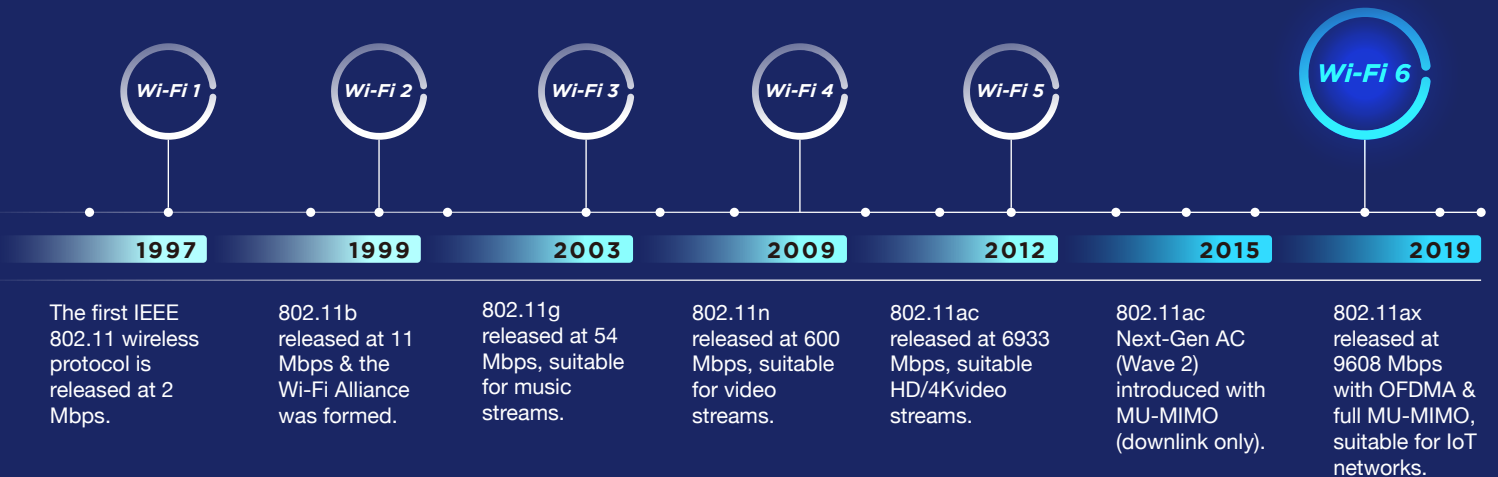 Wi-Fi 1
Wi-Fi 2
Wi-Fi 3
Wi-Fi 4
Wi-Fi 5
Wi-Fi 6
1997
1999
2003
2009
2012
2015
2019
The first IEEE
802.11 wireless
protocol is
released at 2
Mbps.
802.11b
released at 11
Mbps & the
Wi-Fi Alliance
was formed.
802.11g
released at 54
Mbps, suitable
for music
streams.
802.11n
released at 600
Mbps, suitable
for video
streams.
802.11ac
released at 6933
Mbps, suitable
HD/4Kvideo
streams.
802.11ac
Next-Gen AC
(Wave 2)
introduced with
MU-MIMO
(downlink only).
802.11ax
released at
9608 Mbps
with OFDMA &
full MU-MIMO,
suitable for IoT
networks.